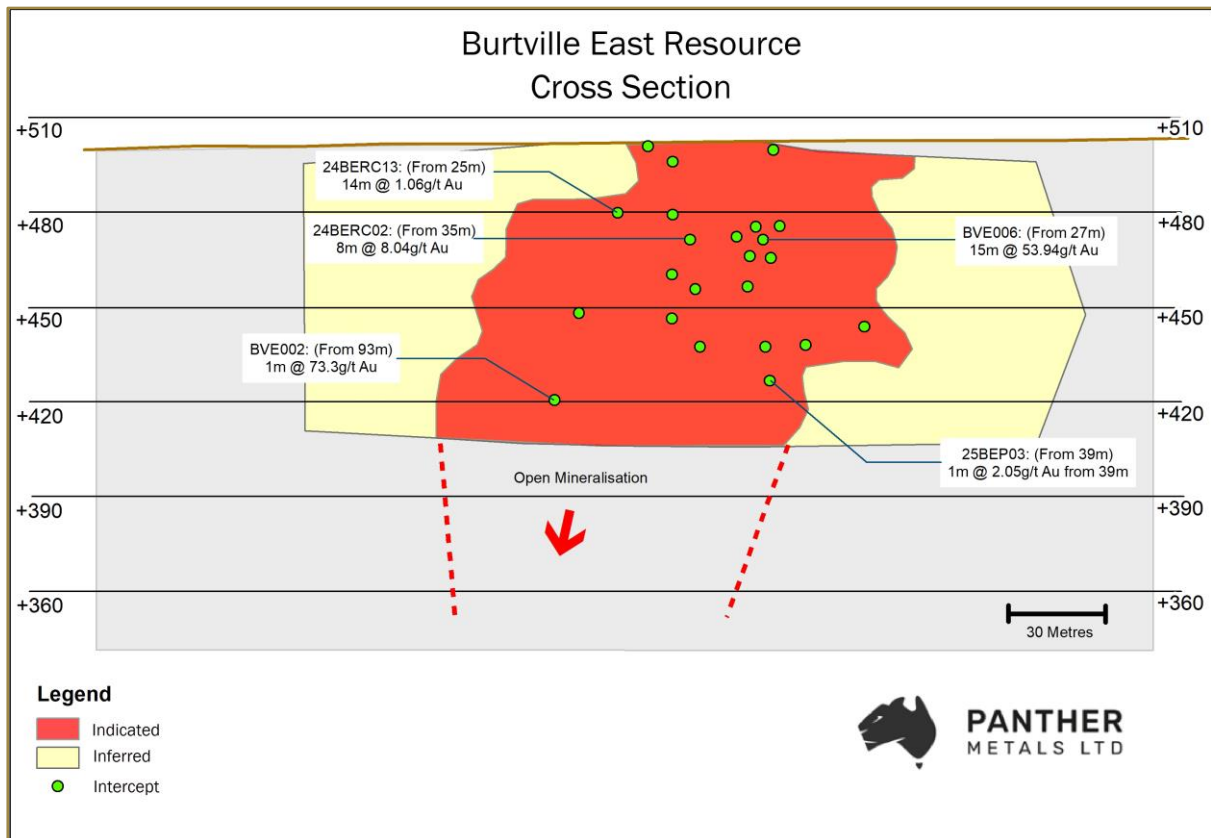 Burtville East Resource
Cross Section
+510
+510
24BERC13: (From 25m)
14m @ 1.06g/t Au
+480
+480
24BERC02: (From 35m)
8m @ 8.04g/t Au
BVE006: (From 27m)
15m @ 53.94g/t Au
+450
+450
BVE002: (From 93m)
1m @ 73.3g/t Au
+420
+420
25BEP03: (From 39m)
1m @ 2.05g/t Au from 39m
Open Mineralisation
+390
+390
+360
+360
30 Metres
Legend
Indicated
Inferred
Intercept
PANTHER
METALS LTD